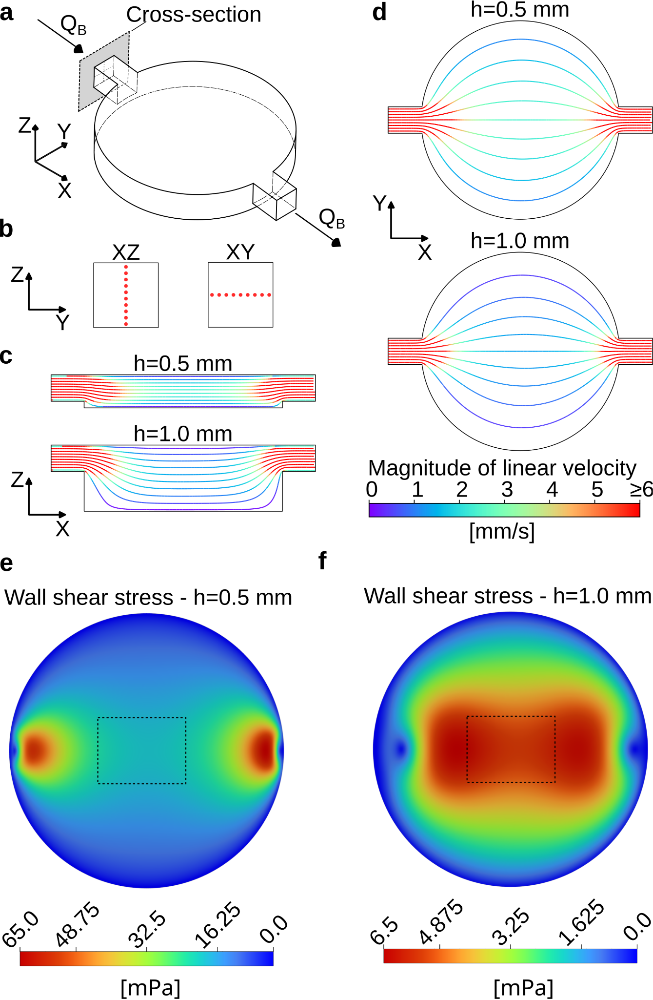 a
Cross-section
Q_B
Z
Y
X
Q_B
b
XZ
XY
Z
Y
c
h=0.5 mm
h=1.0 mm
Z
X
d
h=0.5 mm
Y
X
h=1.0 mm
Magnitude of linear velocity
0 1 2 3 4 5 ≥6
[mm/s]
e
Wall shear stress - h=0.5 mm
65.0 48.75 32.5 16.25 0.0
[mPa]
f
Wall shear stress - h=1.0 mm
6.5 4.875 3.25 1.625 0.0
[mPa]